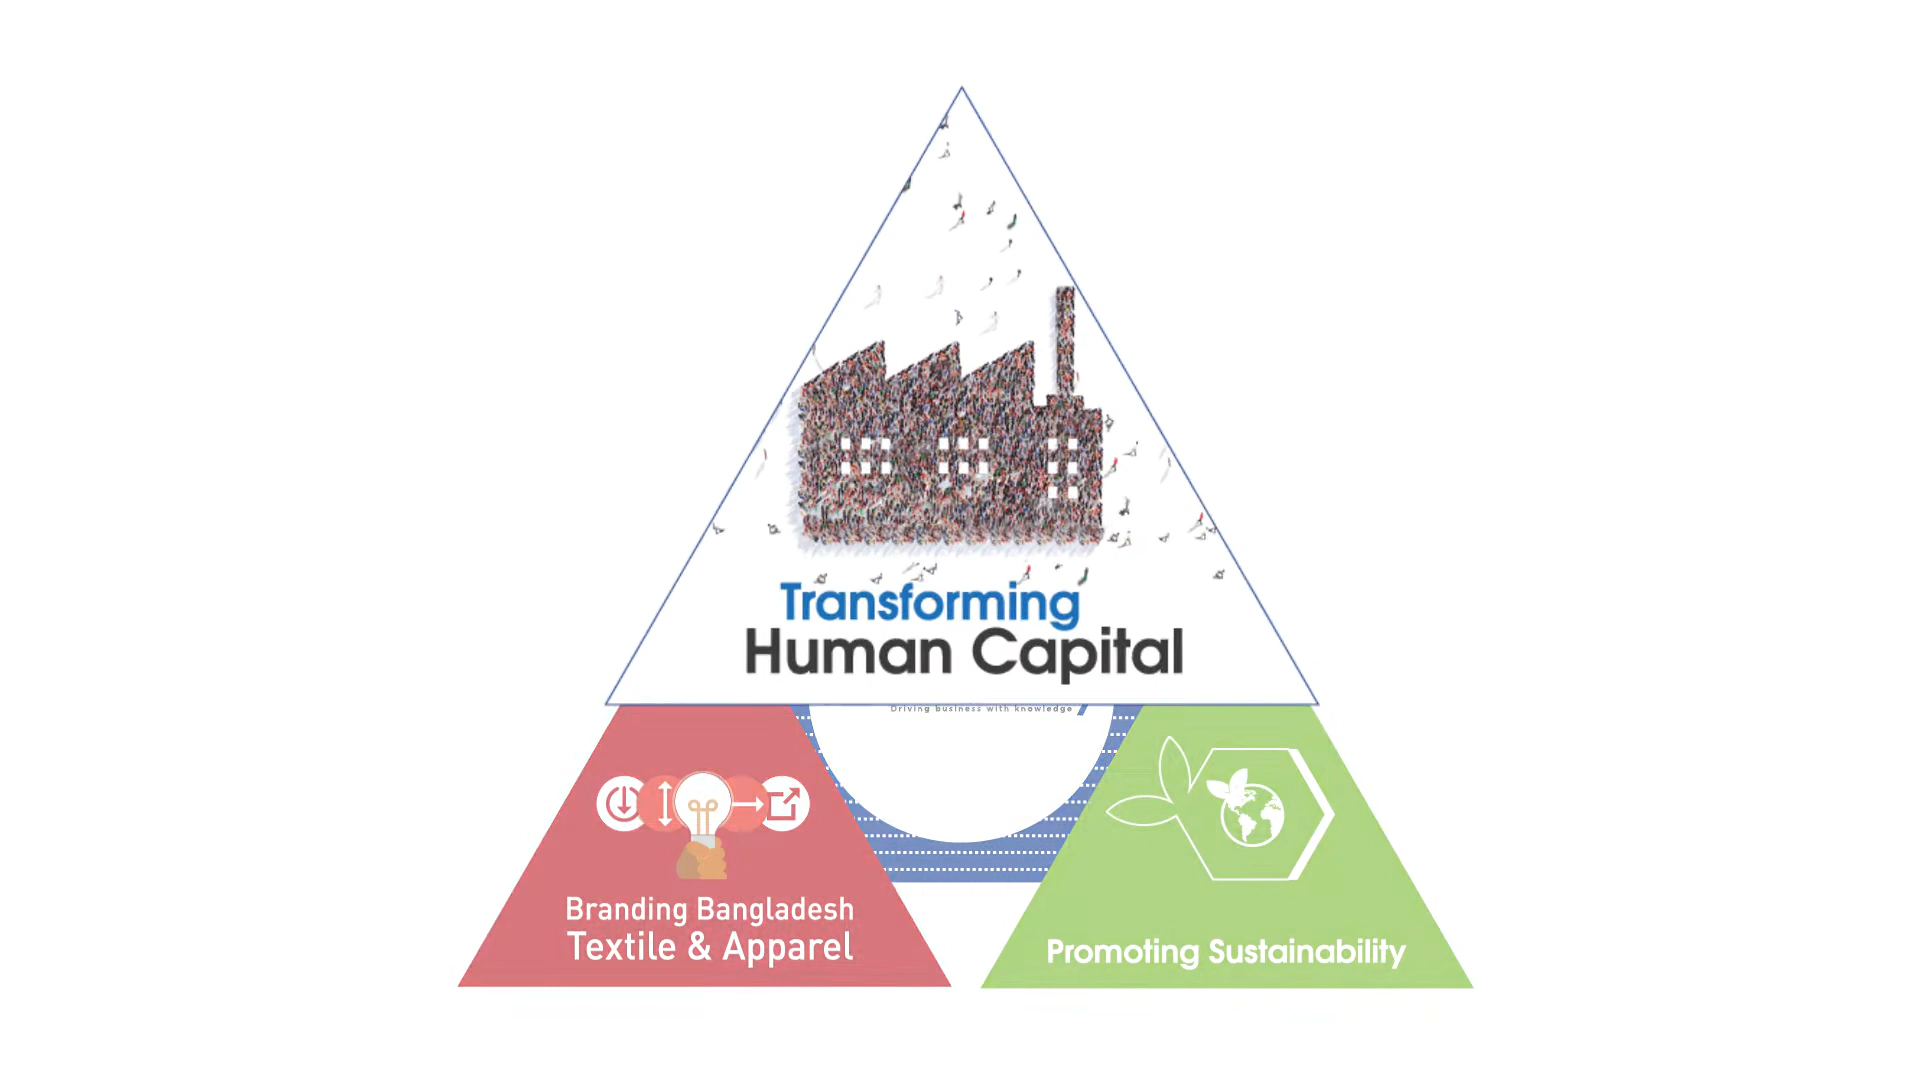 Transforming
Human Capital
Driving business with knowledge
Branding Bangladesh
Textile & Apparel
Promoting Sustainability